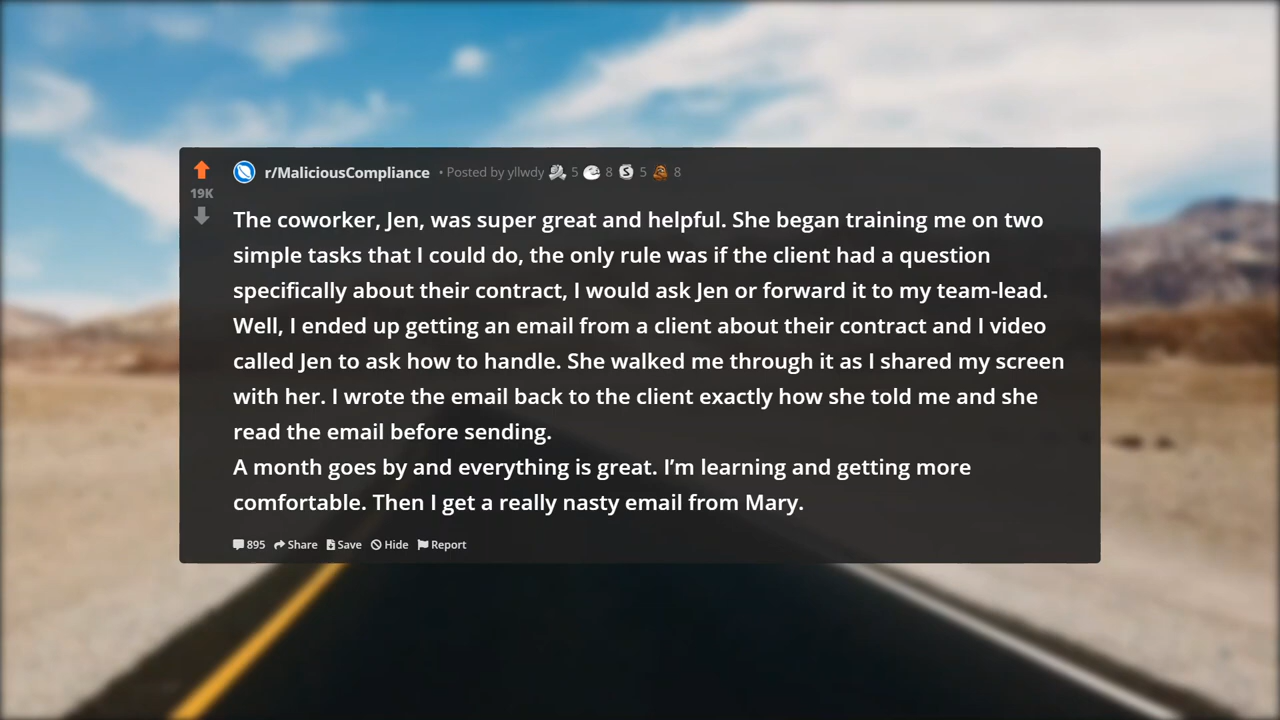 r/MaliciousCompliance • Posted by yllwdy 5 8 5 8
19K
The coworker, Jen, was super great and helpful. She began training me on two
simple tasks that I could do, the only rule was if the client had a question
specifically about their contract, I would ask Jen or forward it to my team-lead.
Well, I ended up getting an email from a client about their contract and I video
called Jen to ask how to handle. She walked me through it as I shared my screen
with her. I wrote the email back to the client exactly how she told me and she
read the email before sending.
A month goes by and everything is great. I’m learning and getting more
comfortable. Then I get a really nasty email from Mary.
895 Share Save Hide Report